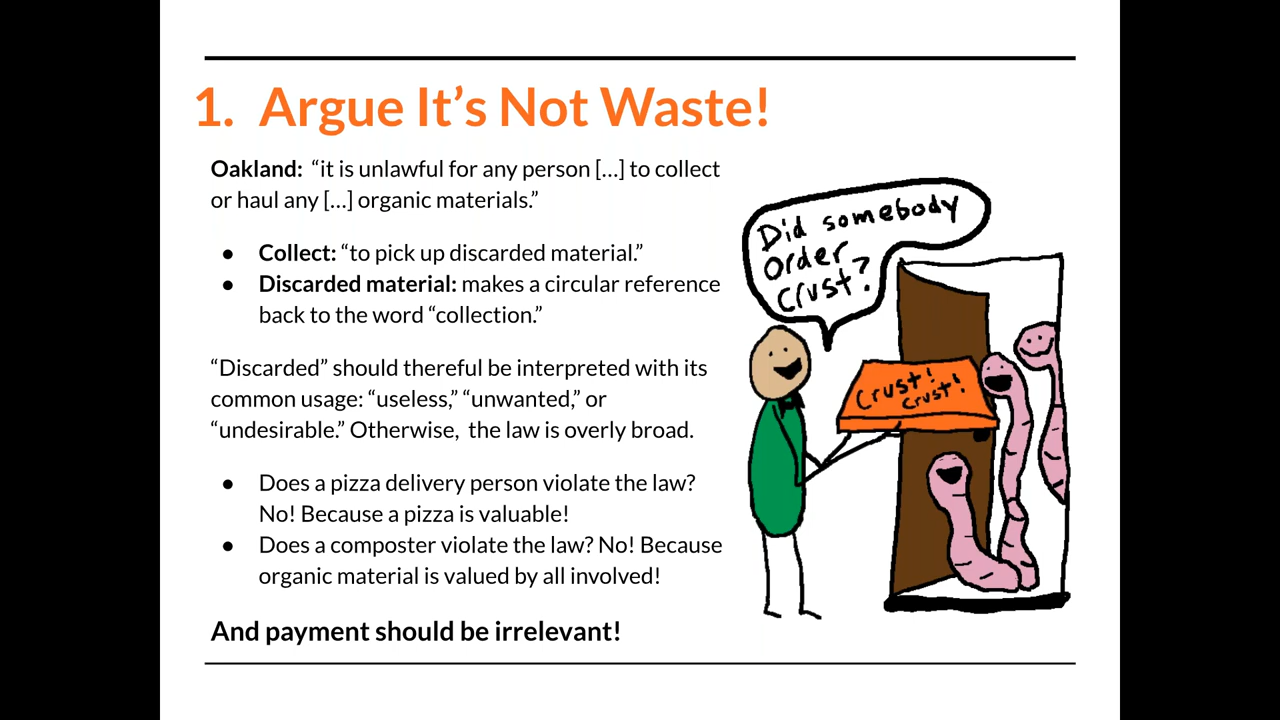 1. Argue It’s Not Waste!
Oakland: “it is unlawful for any person [...] to collect
or haul any [...] organic materials.”
● Collect: “to pick up discarded material.”
● Discarded material: makes a circular reference
back to the word “collection.”
“Discarded” should thereful be interpreted with its
common usage: “useless,” “unwanted,” or
“undesirable.” Otherwise, the law is overly broad.
● Does a pizza delivery person violate the law?
No! Because a pizza is valuable!
● Does a composter violate the law? No! Because
organic material is valued by all involved!
And payment should be irrelevant!
Did somebody
order
crust?
Crust!
crust!